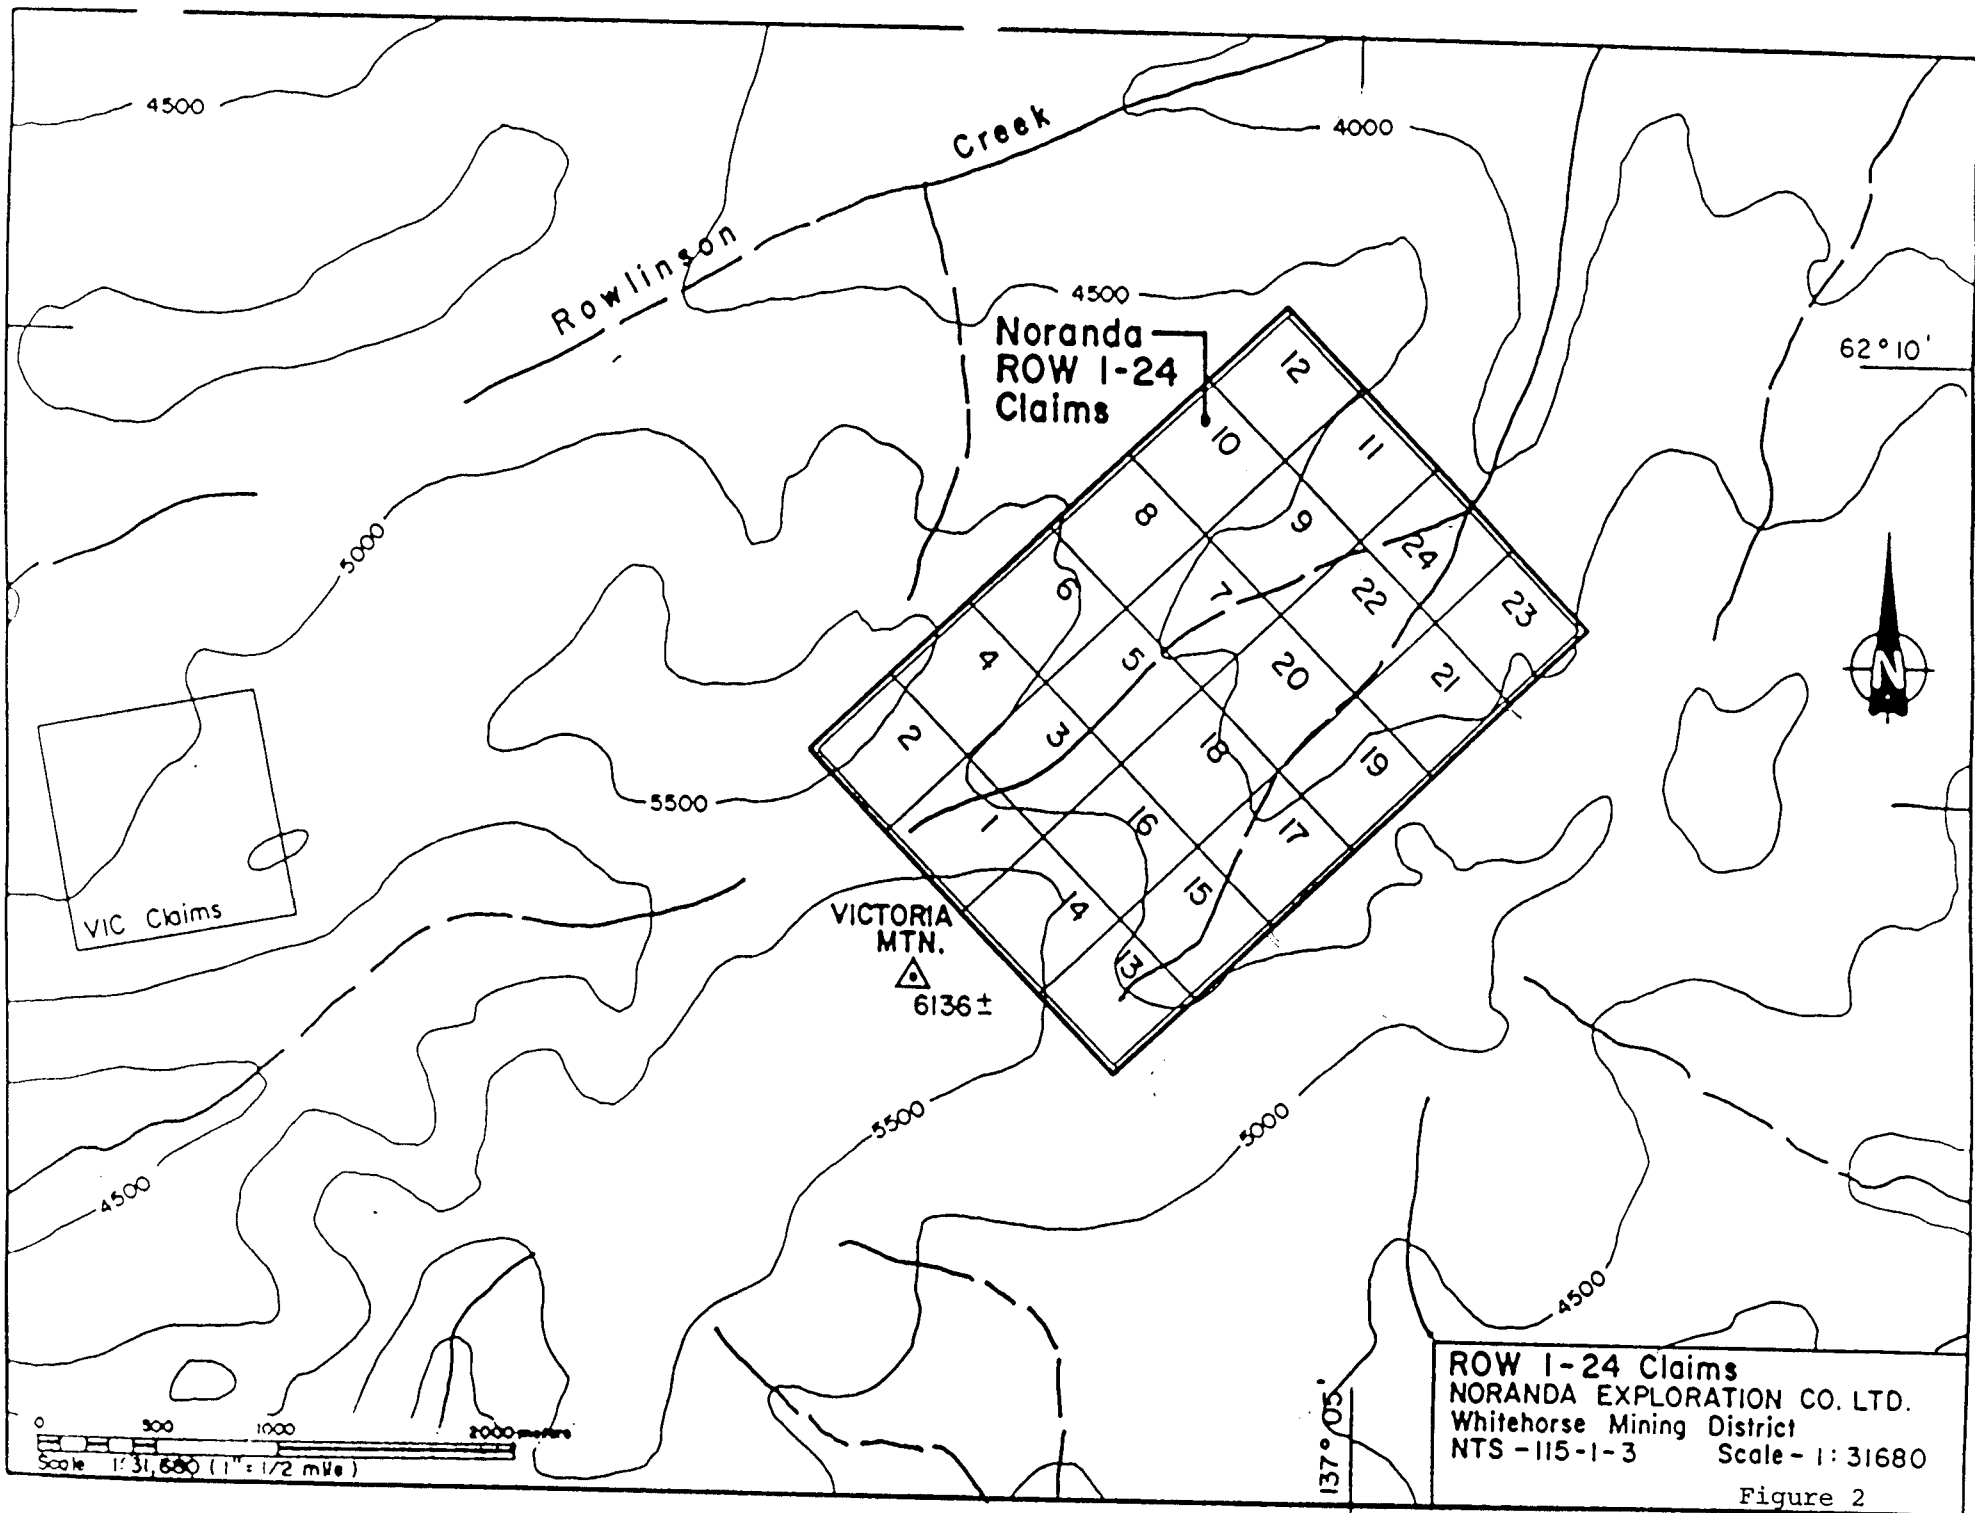 4500
Rowlinson Creek
4000
4500
Noranda
ROW 1-24
Claims
62°10'
12
11
10
9
8
7
6
5
4
3
2
1
24
23
22
21
20
19
18
17
16
15
14
13
5000
5500
N
VIC Claims
VICTORIA
MTN.
6136±
5500
5000
4500
4500
0 500 1000 2000 metres
Scale 1:31,680 (1"=1/2 mile)
137°05'
ROW 1-24 Claims
NORANDA EXPLORATION CO. LTD.
Whitehorse Mining District
NTS-115-1-3 Scale-1:31680
Figure 2